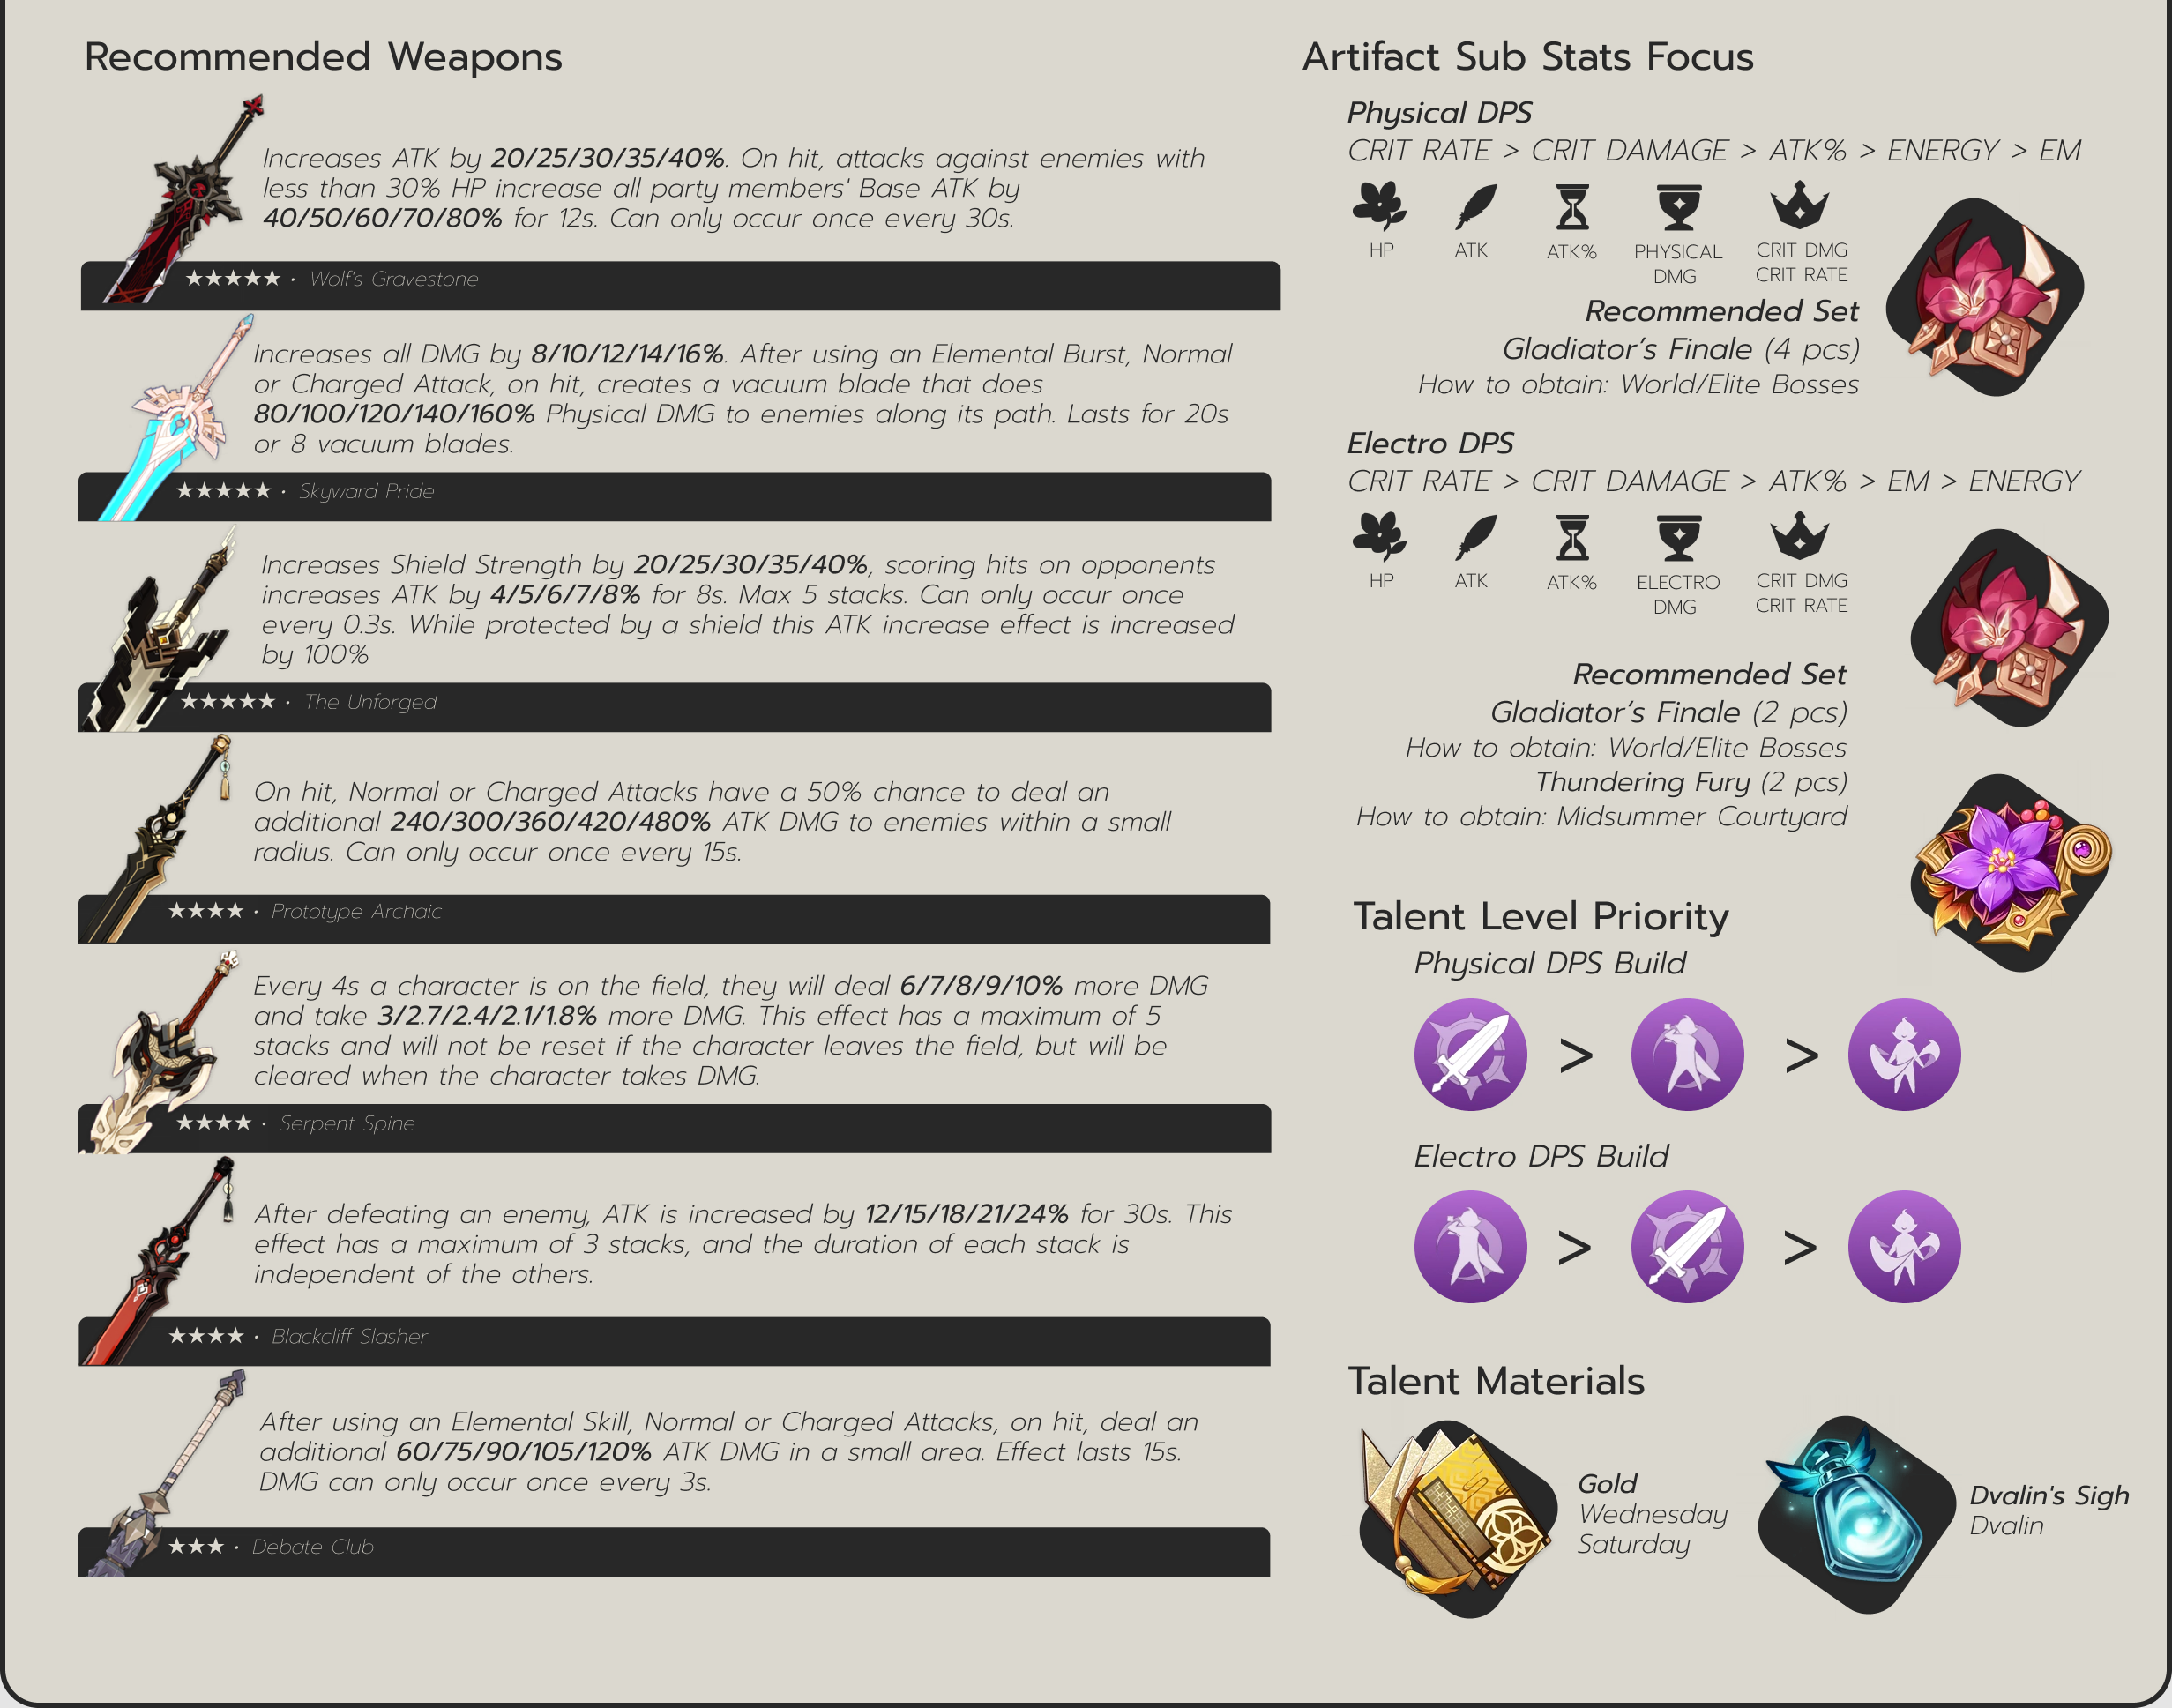 Recommended Weapons
Increases ATK by 20/25/30/35/40%. On hit, attacks against enemies with
less than 30% HP increase all party members' Base ATK by
40/50/60/70/80% for 12s. Can only occur once every 30s.
★★★★★ · Wolf's Gravestone
Increases all DMG by 8/10/12/14/16%. After using an Elemental Burst, Normal
or Charged Attack, on hit, creates a vacuum blade that does
80/100/120/140/160% Physical DMG to enemies along its path. Lasts for 20s
or 8 vacuum blades.
★★★★★ · Skyward Pride
Increases Shield Strength by 20/25/30/35/40%, scoring hits on opponents
increases ATK by 4/5/6/7/8% for 8s. Max 5 stacks. Can only occur once
every 0.3s. While protected by a shield this ATK increase effect is increased
by 100%
★★★★★ · The Unforged
On hit, Normal or Charged Attacks have a 50% chance to deal an
additional 240/300/360/420/480% ATK DMG to enemies within a small
radius. Can only occur once every 15s.
★★★★ · Prototype Archaic
Every 4s a character is on the field, they will deal 6/7/8/9/10% more DMG
and take 3/2.7/2.4/2.1/1.8% more DMG. This effect has a maximum of 5
stacks and will not be reset if the character leaves the field, but will be
cleared when the character takes DMG.
★★★★ · Serpent Spine
After defeating an enemy, ATK is increased by 12/15/18/21/24% for 30s. This
effect has a maximum of 3 stacks, and the duration of each stack is
independent of the others.
★★★★ · Blackcliff Slasher
After using an Elemental Skill, Normal or Charged Attacks, on hit, deal an
additional 60/75/90/105/120% ATK DMG in a small area. Effect lasts 15s.
DMG can only occur once every 3s.
★★★ · Debate Club
Artifact Sub Stats Focus
Physical DPS
CRIT RATE > CRIT DAMAGE > ATK% > ENERGY > EM
HP ATK ATK% PHYSICAL DMG CRIT DMG CRIT RATE
Recommended Set
Gladiator's Finale (4 pcs)
How to obtain: World/Elite Bosses
Electro DPS
CRIT RATE > CRIT DAMAGE > ATK% > EM > ENERGY
HP ATK ATK% ELECTRO DMG CRIT DMG CRIT RATE
Recommended Set
Gladiator's Finale (2 pcs)
How to obtain: World/Elite Bosses
Thundering Fury (2 pcs)
How to obtain: Midsummer Courtyard
Talent Level Priority
Physical DPS Build
> >
Electro DPS Build
> >
Talent Materials
Gold
Wednesday
Saturday
Dvalin's Sigh
Dvalin